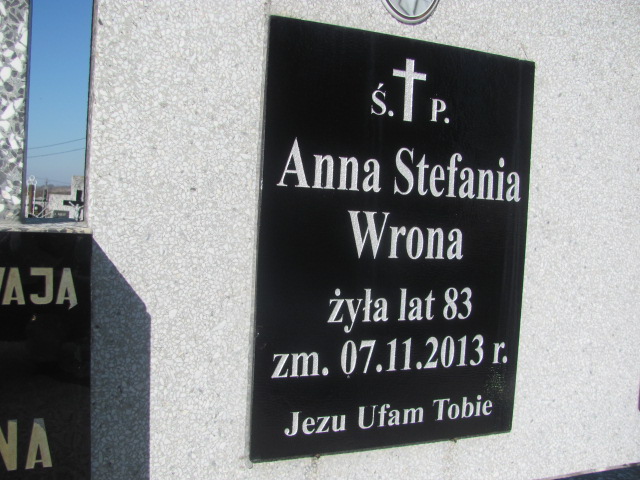 Ś. P.
Anna Stefania
Wrona
żyła lat 83
zm. 07.11.2013 r.
Jezu Ufam Tobie